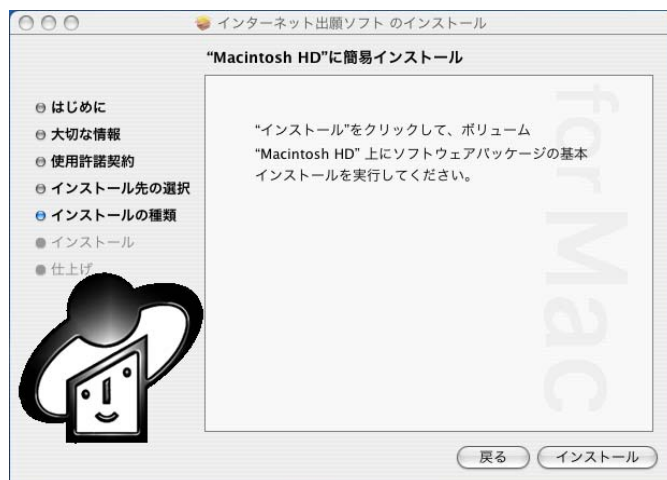 インターネット出願ソフト のインストール
“Macintosh HD”に簡易インストール
はじめに
大切な情報
使用許諾契約
インストール先の選択
インストールの種類
インストール
仕上げ
“インストール”をクリックして、ボリューム
“Macintosh HD” 上にソフトウェアパッケージの基本
インストールを実行してください。
for Mac
戻る
インストール